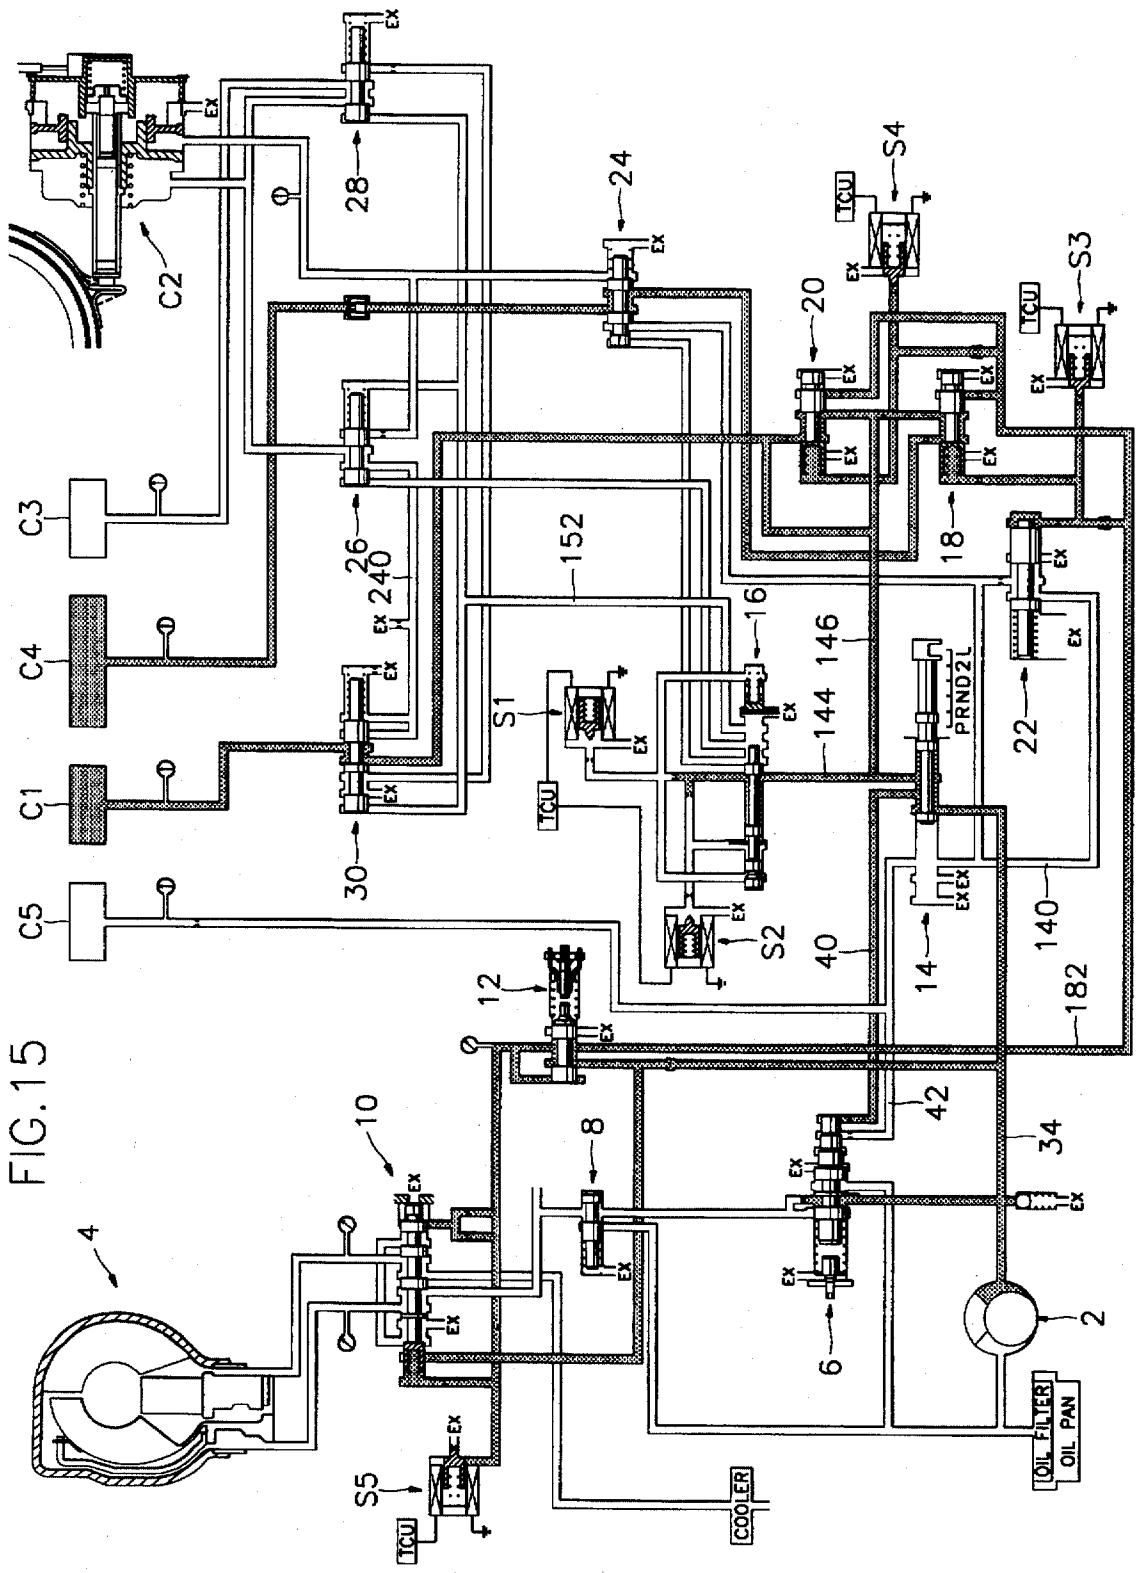 FIG.15
C5
C1
C4
C3
C2
EX
EX
28
24
EX
TCU
S4
EX
20
EX
EX
TCU
S3
EX
EX
EX
18
26
240
EX
152
16
EX
146
144
EX
EX
22
PRND 2L
EX
EX
30
S1
EX
TCU
EX
S2
12
EX
40
14
EX
EX
140
182
42
34
10
EX
8
EX
EX
EX
EX
6
2
4
EX
EX
S5
TCU
COOLER
OIL FILTER
OIL PAN